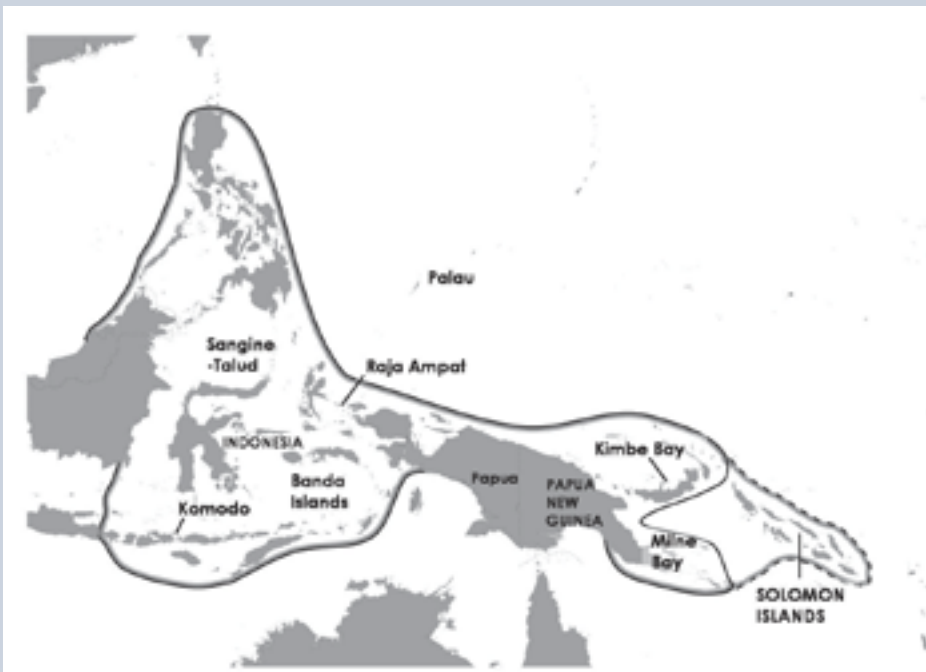 Palau
Sangine
-Talud
Raja Ampat
INDONESIA
Kimbe Bay
Banda
Islands
Papua
PAPUA
NEW
GUINEA
Komodo
Milne
Bay
SOLOMON
ISLANDS